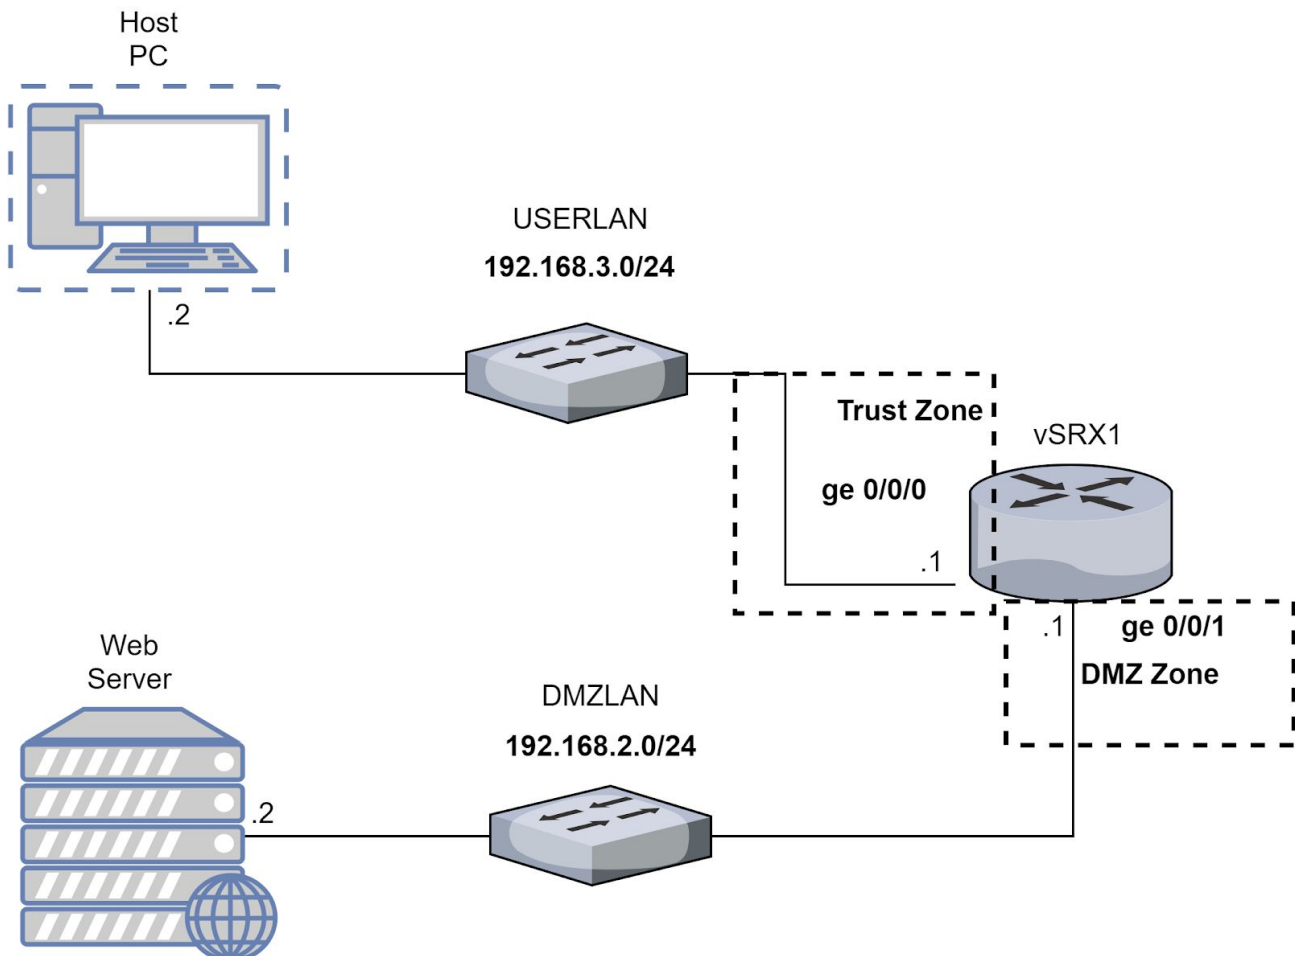 Host
PC
USERLAN
192.168.3.0/24
.2
Trust Zone
vSRX1
ge 0/0/0
.1
.1
ge 0/0/1
DMZ Zone
Web
Server
DMZLAN
192.168.2.0/24
.2